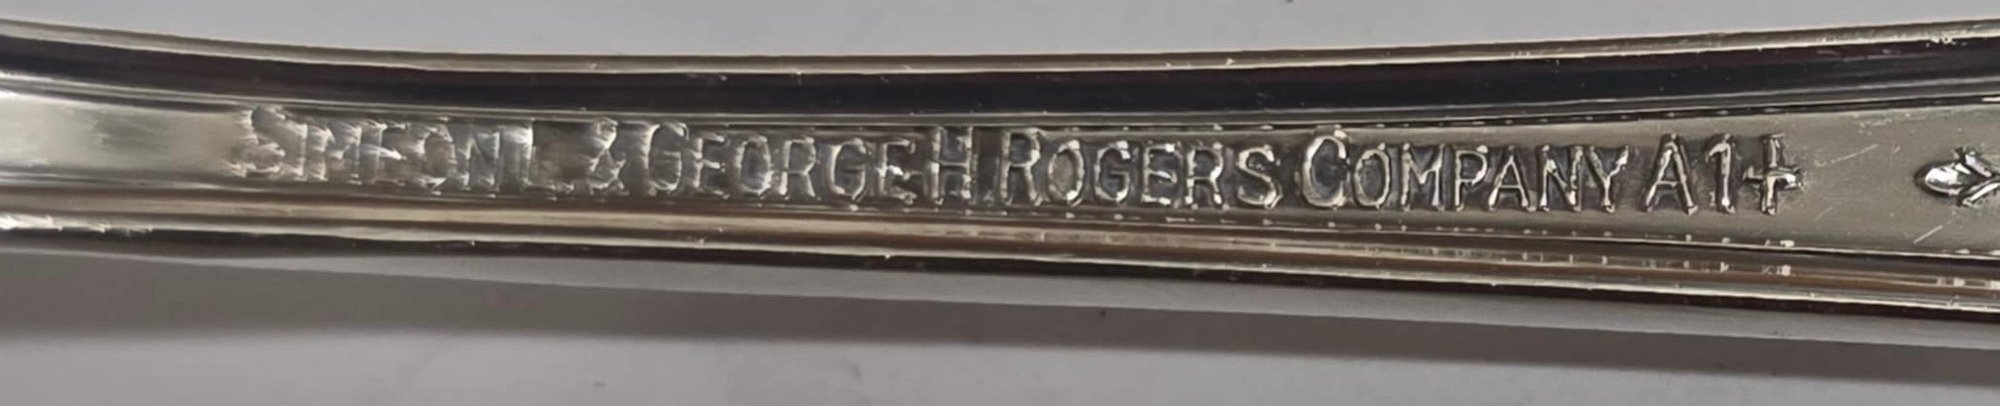 SIMEON L & GEORGE H ROGERS COMPANY A1+